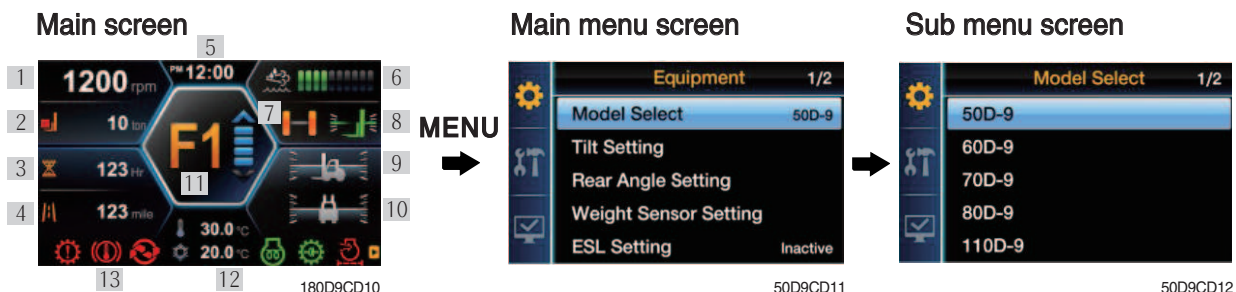 Main screen
Main menu screen
Sub menu screen
5
1
1200 rpm
PM 12:00
6
2
10 ton
7
8
3
123 Hr
F1
11
9
4
123 mile
10
30.0 °C
20.0 °C
13
12
180D9CD10
MENU
Equipment 1/2
Model Select 50D-9
Tilt Setting
Rear Angle Setting
Weight Sensor Setting
ESL Setting Inactive
50D9CD11
Model Select 1/2
50D-9
60D-9
70D-9
80D-9
110D-9
50D9CD12